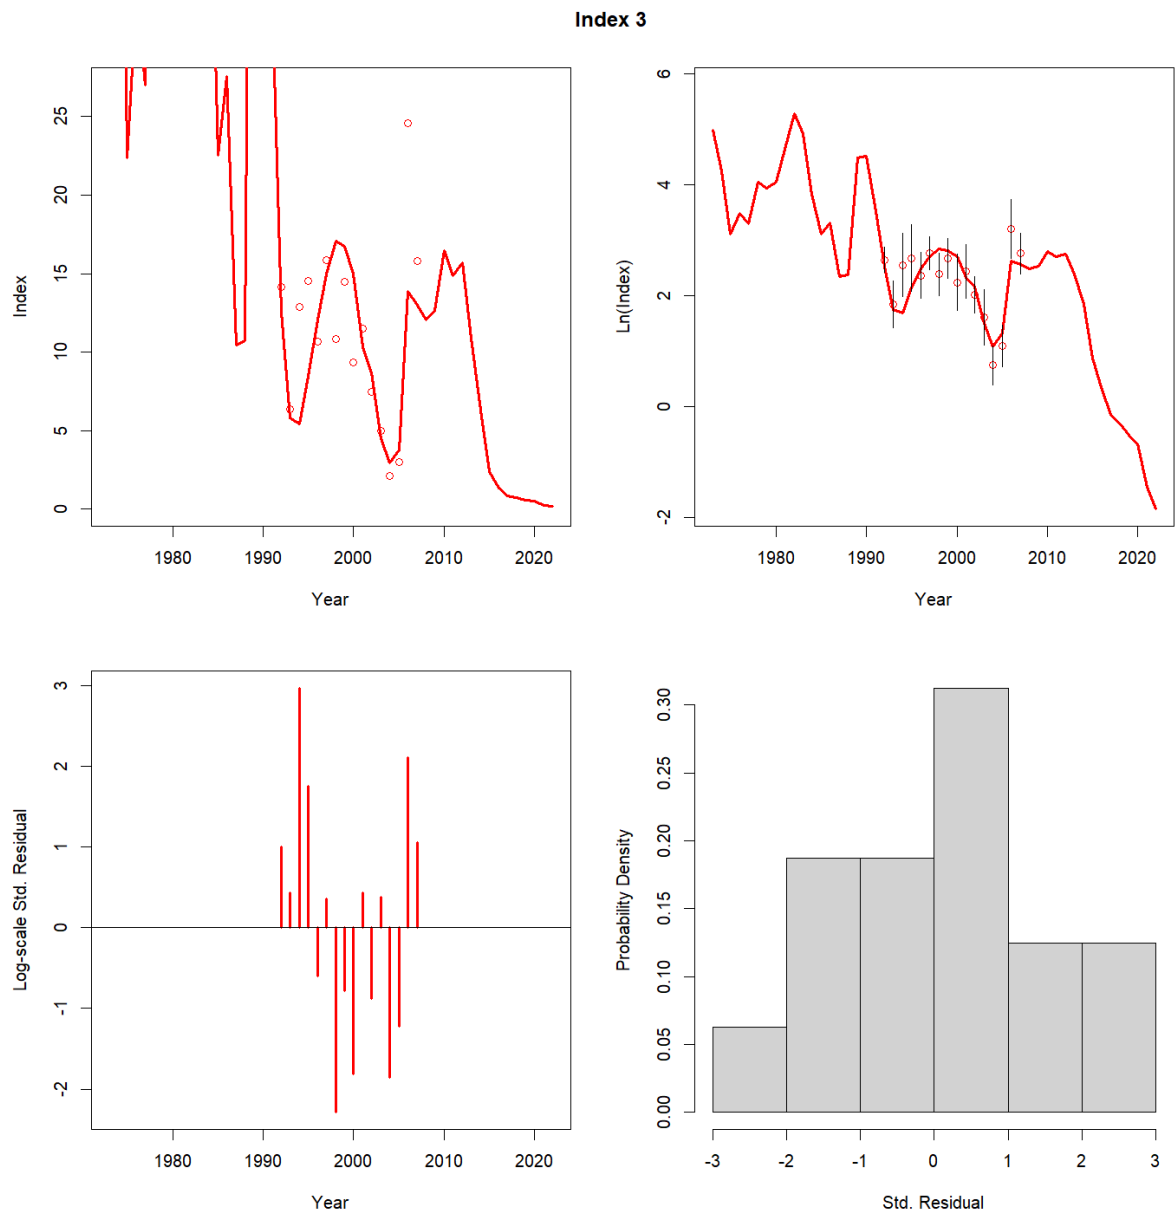 Index 3
Index
0
5
10
15
20
25
1980 1990 2000 2010 2020
Year
Ln(Index)
-2
0
2
4
6
1980 1990 2000 2010 2020
Year
Log-scale Std. Residual
-2
-1
0
1
2
3
1980 1990 2000 2010 2020
Year
Probability Density
0.00
0.05
0.10
0.15
0.20
0.25
0.30
-3 -2 -1 0 1 2 3
Std. Residual